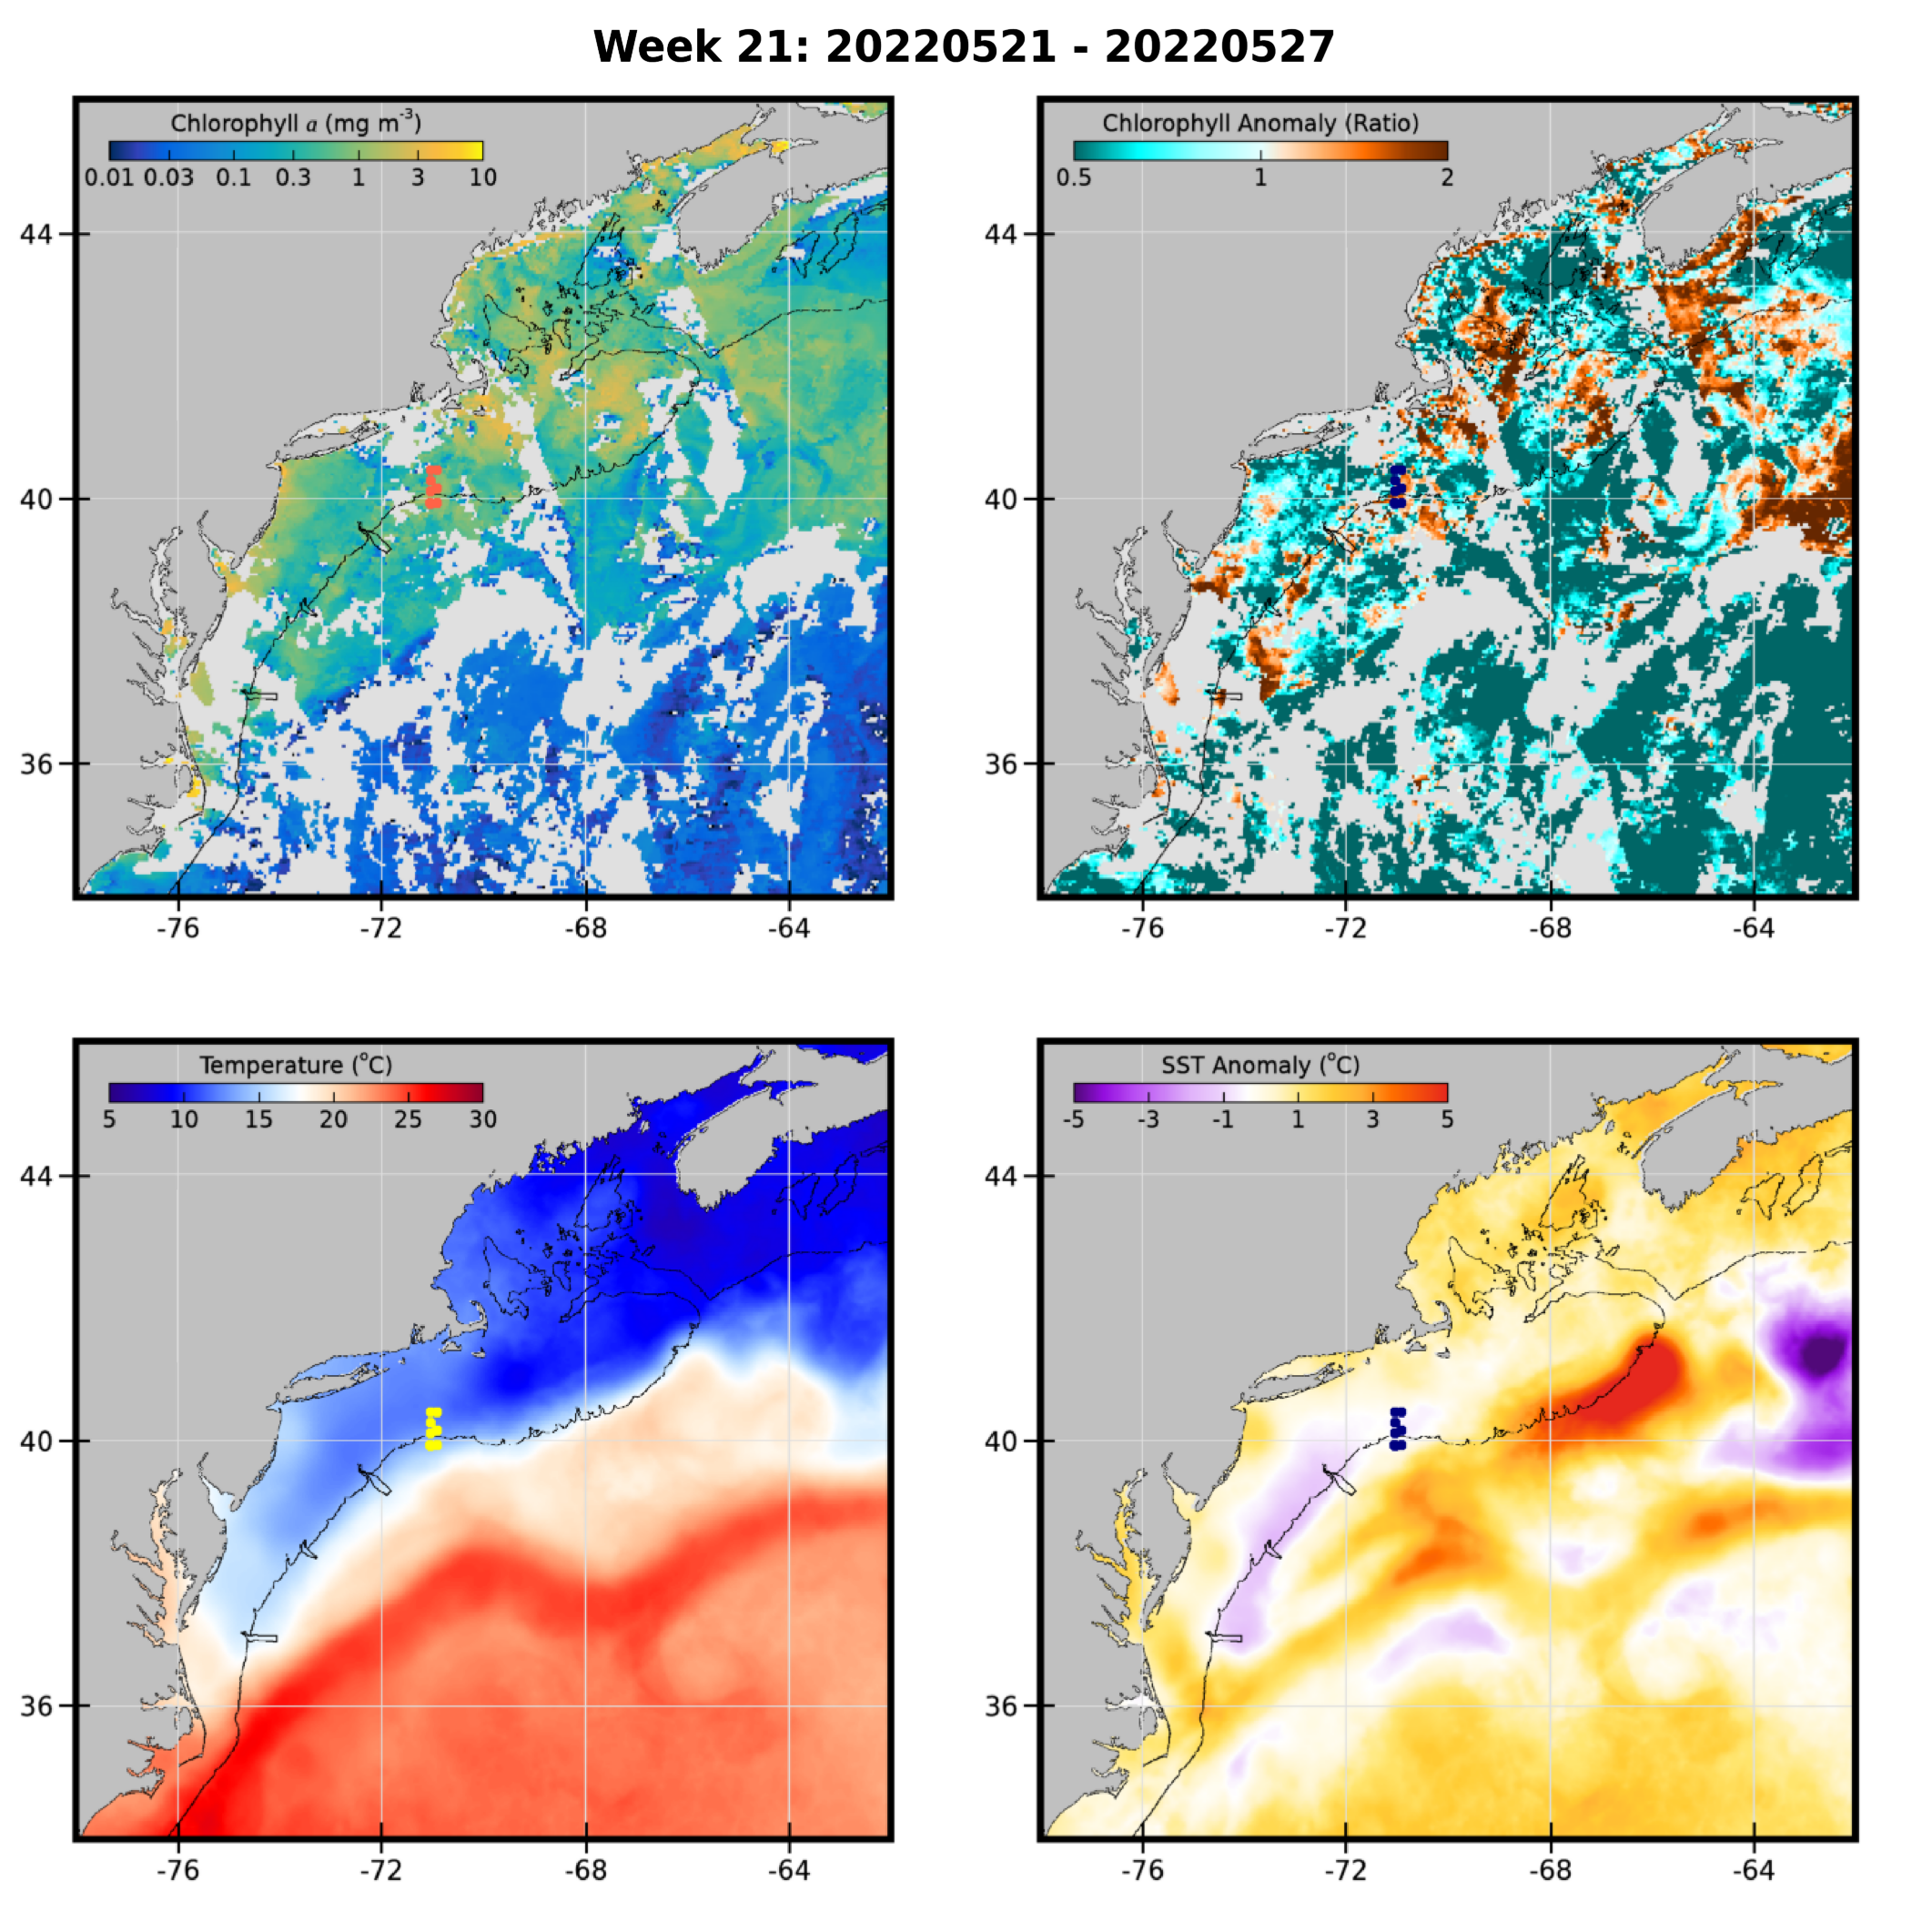 Week 21: 20220521 - 20220527
Chlorophyll a (mg m-3)
0.01 0.03 0.1 0.3 1 3 10
44
40
36
-76 -72 -68 -64
Chlorophyll Anomaly (Ratio)
0.5 1 2
44
40
36
-76 -72 -68 -64
Temperature (oC)
5 10 15 20 25 30
44
40
36
-76 -72 -68 -64
SST Anomaly (oC)
-5 -3 -1 1 3 5
44
40
36
-76 -72 -68 -64